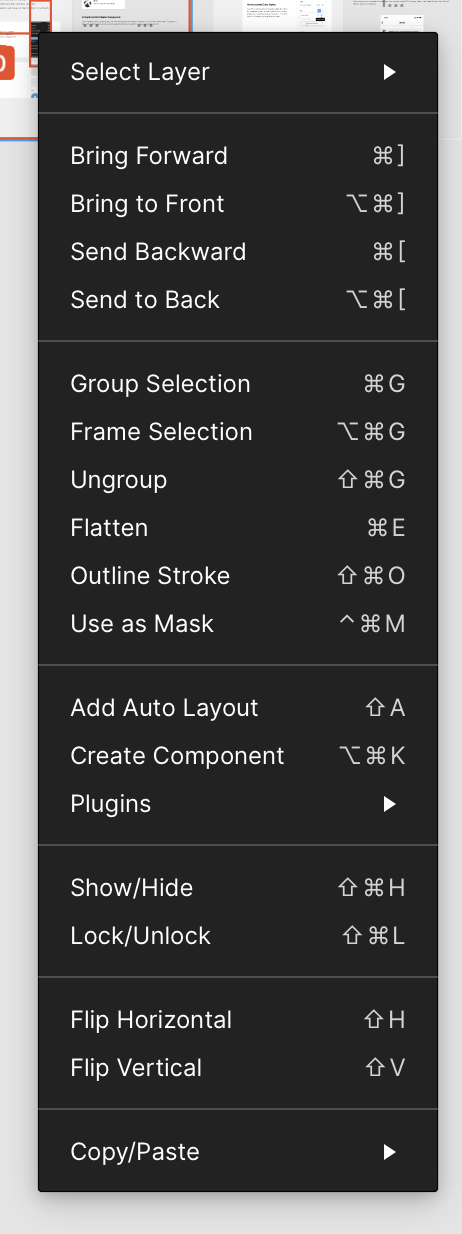 Select Layer ▶
Bring Forward ⌘]
Bring to Front ⌥⌘]
Send Backward ⌘[
Send to Back ⌥⌘[
Group Selection ⌘G
Frame Selection ⌥⌘G
Ungroup ⇧⌘G
Flatten ⌘E
Outline Stroke ⇧⌘O
Use as Mask ^⌘M
Add Auto Layout ⇧A
Create Component ⌥⌘K
Plugins ▶
Show/Hide ⇧⌘H
Lock/Unlock ⇧⌘L
Flip Horizontal ⇧H
Flip Vertical ⇧V
Copy/Paste ▶